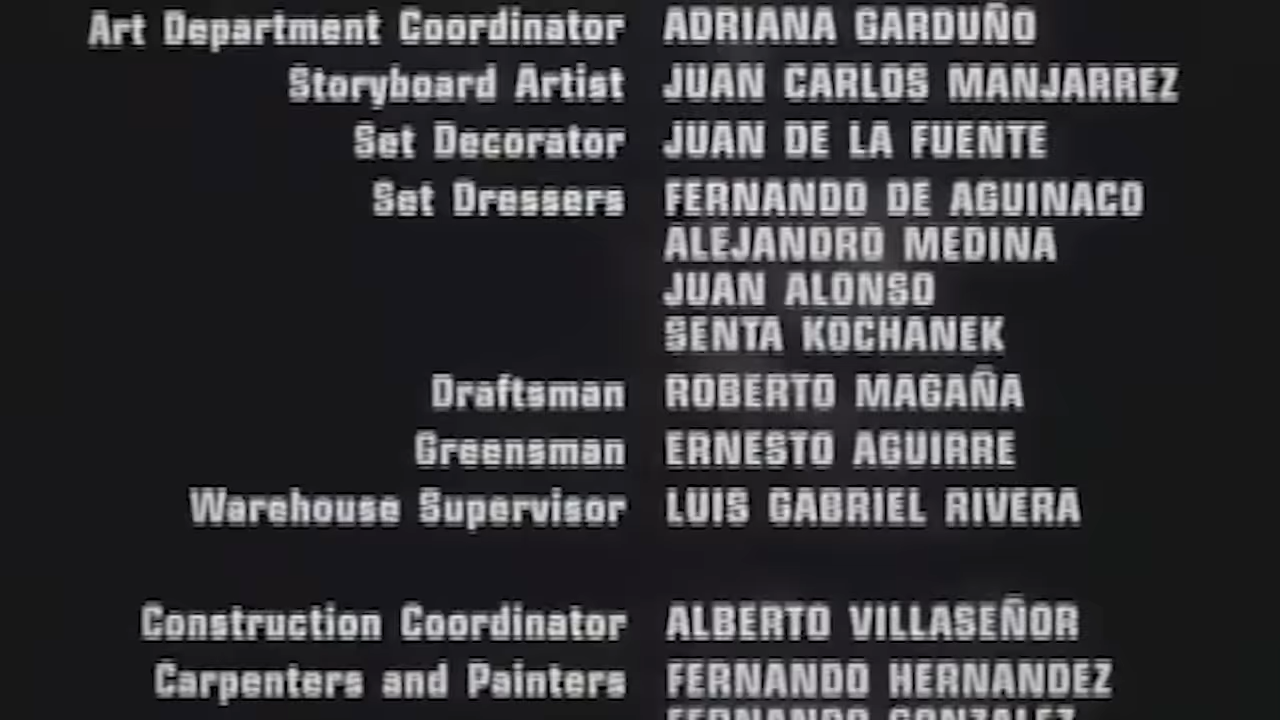 Art Department Coordinator ADRIANA GARDUÑO
Storyboard Artist JUAN CARLOS MANJARREZ
Set Decorator JUAN DE LA FUENTE
Set Dressers FERNANDO DE AGUINACO
ALEJANDRO MEDINA
JUAN ALONSO
SENTA KOCHANEK
Draftsman ROBERTO MAGAÑA
Greensman ERNESTO AGUIRRE
Warehouse Supervisor LUIS GABRIEL RIVERA
Construction Coordinator ALBERTO VILLASEÑOR
Carpenters and Painters FERNANDO HERNANDEZ
FERNANDO GONZALEZ